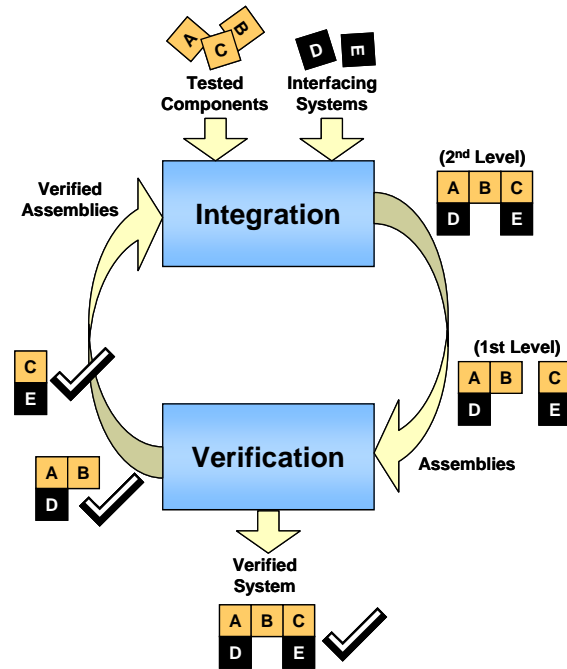 A B
C
D E
Tested
Components
Interfacing
Systems
(2nd Level)
A B C
D E
Verified
Assemblies
Integration
(1st Level)
A B C
D E
C
E
Verification
Assemblies
A B
D
Verified
System
A B C
D E